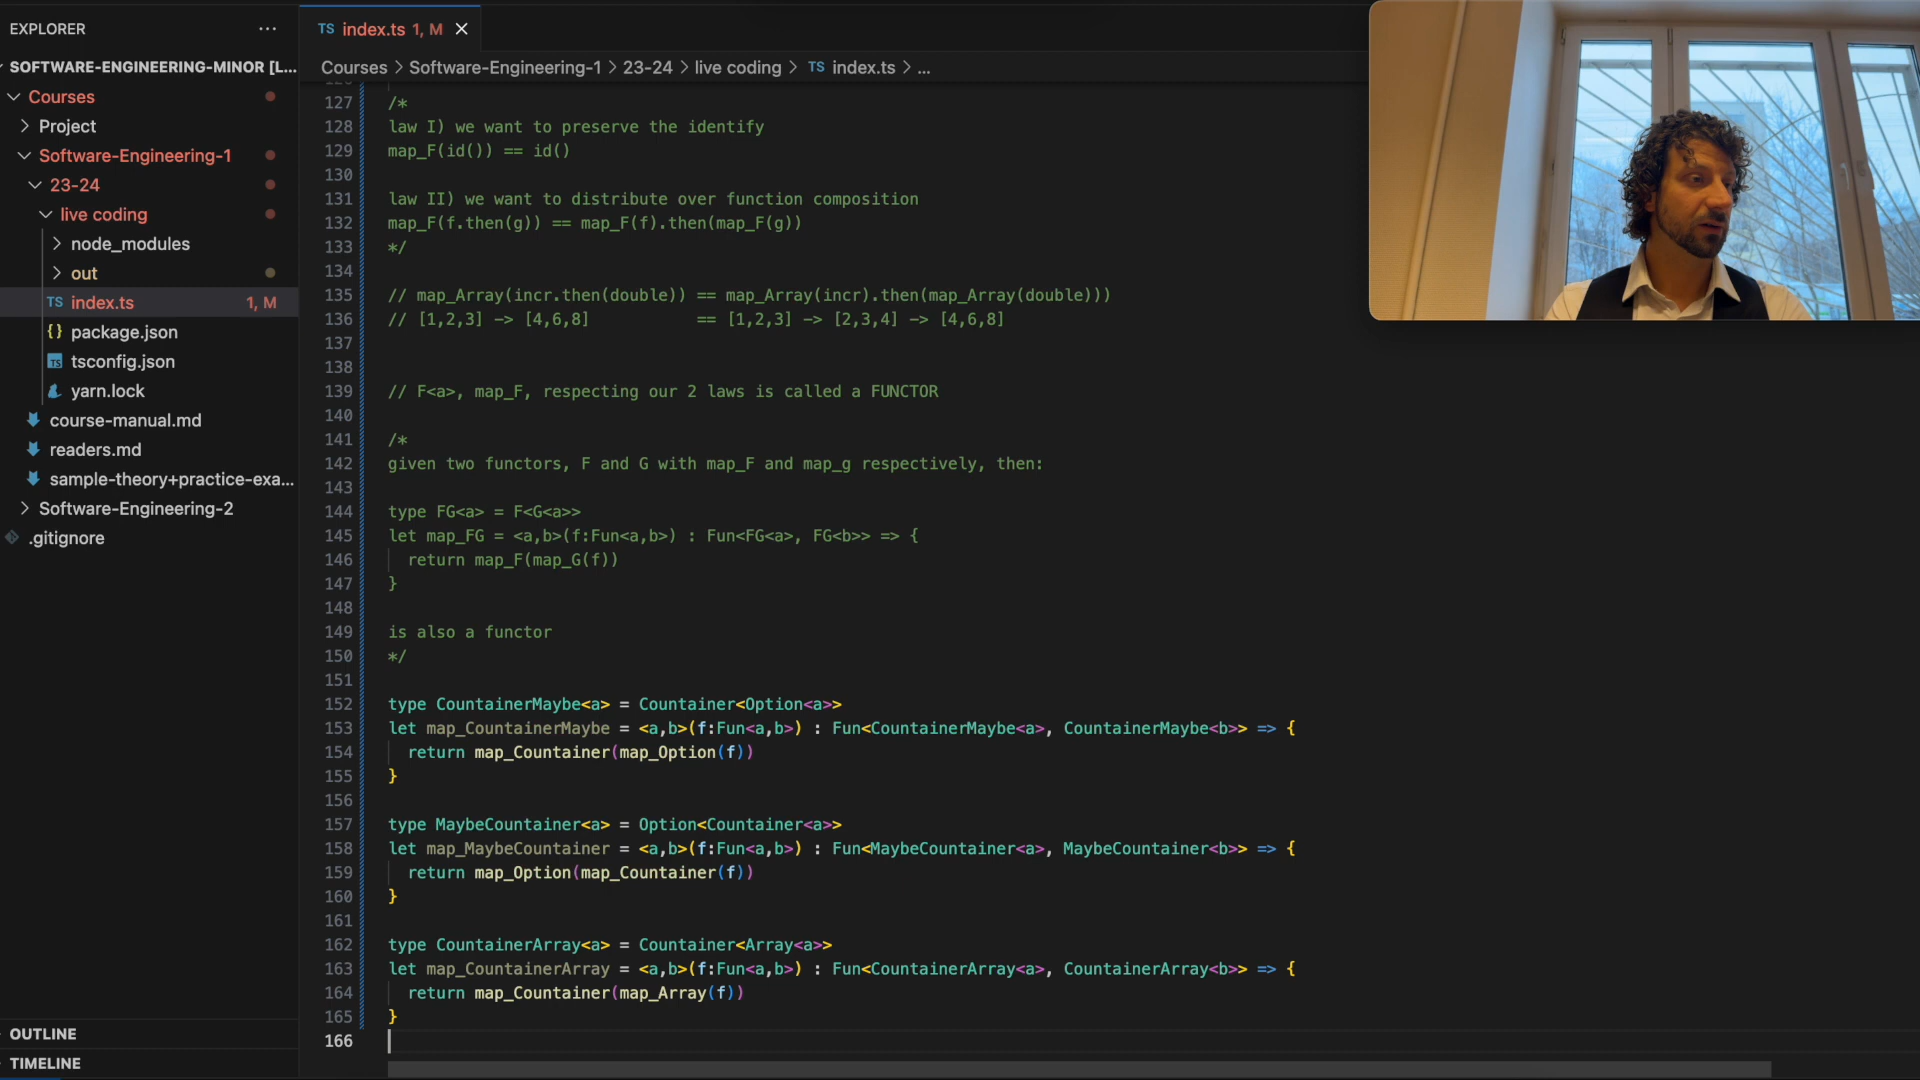 EXPLORER
SOFTWARE-ENGINEERING-MINOR [L...
Courses
Project
Software-Engineering-1
23-24
live coding
node_modules
out
TS index.ts 1, M
{} package.json
TS tsconfig.json
yarn.lock
course-manual.md
readers.md
sample-theory+practice-exa...
Software-Engineering-2
.gitignore
OUTLINE
TIMELINE
TS index.ts 1, M
Courses > Software-Engineering-1 > 23-24 > live coding > TS index.ts > ...
127 /*
128 law I) we want to preserve the identify
129 map_F(id()) == id()
130
131 law II) we want to distribute over function composition
132 map_F(f.then(g)) == map_F(f).then(map_F(g))
133 */
134
135 // map_Array(incr.then(double)) == map_Array(incr).then(map_Array(double)))
136 // [1,2,3] -> [4,6,8] == [1,2,3] -> [2,3,4] -> [4,6,8]
137
138
139 // F<a>, map_F, respecting our 2 laws is called a FUNCTOR
140
141 /*
142 given two functors, F and G with map_F and map_g respectively, then:
143
144 type FG<a> = F<G<a>>
145 let map_FG = <a,b>(f:Fun<a,b>) : Fun<FG<a>, FG<b>> => {
146 return map_F(map_G(f))
147 }
148
149 is also a functor
150 */
151
152 type CountainerMaybe<a> = Countainer<Option<a>>
153 let map_CountainerMaybe = <a,b>(f:Fun<a,b>) : Fun<CountainerMaybe<a>, CountainerMaybe<b>> => {
154 return map_Countainer(map_Option(f))
155 }
156
157 type MaybeCountainer<a> = Option<Countainer<a>>
158 let map_MaybeCountainer = <a,b>(f:Fun<a,b>) : Fun<MaybeCountainer<a>, MaybeCountainer<b>> => {
159 return map_Option(map_Countainer(f))
160 }
161
162 type CountainerArray<a> = Countainer<Array<a>>
163 let map_CountainerArray = <a,b>(f:Fun<a,b>) : Fun<CountainerArray<a>, CountainerArray<b>> => {
164 return map_Countainer(map_Array(f))
165 }
166